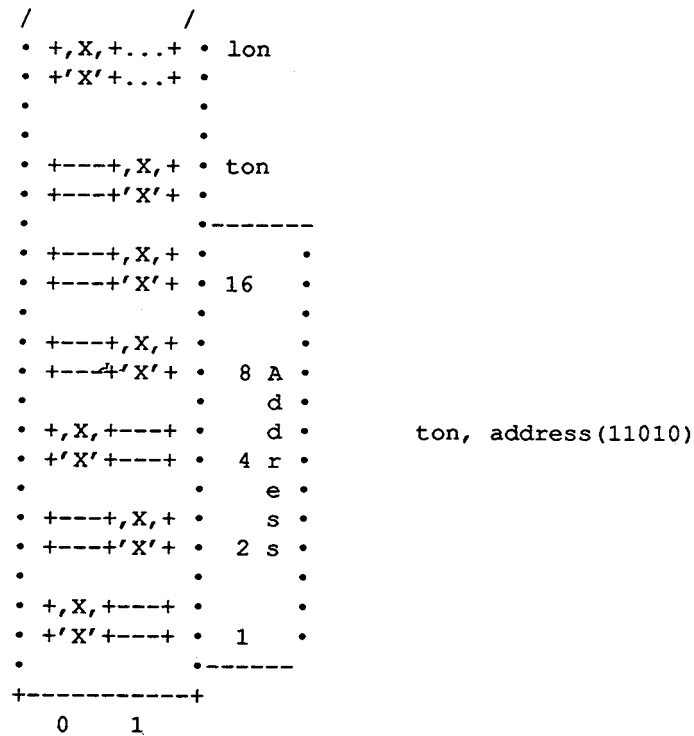 / /
• +,X,+...+ • lon
• +'X'+...+ •
• •
• •
• +---+,X,+ • ton
• +---+'X'+ •
• •-------
• +---+,X,+ • •
• +---+'X'+ • 16 •
• • •
• +---+,X,+ • •
• +---+'X'+ • 8 A •
• • d •
• +,X,+---+ • d • ton, address(11010)
• +'X'+---+ • 4 r •
• • e •
• +---+,X,+ • s •
• +---+'X'+ • 2 s •
• • •
• +,X,+---+ • •
• +'X'+---+ • 1 •
• •------
+------------+
0 1